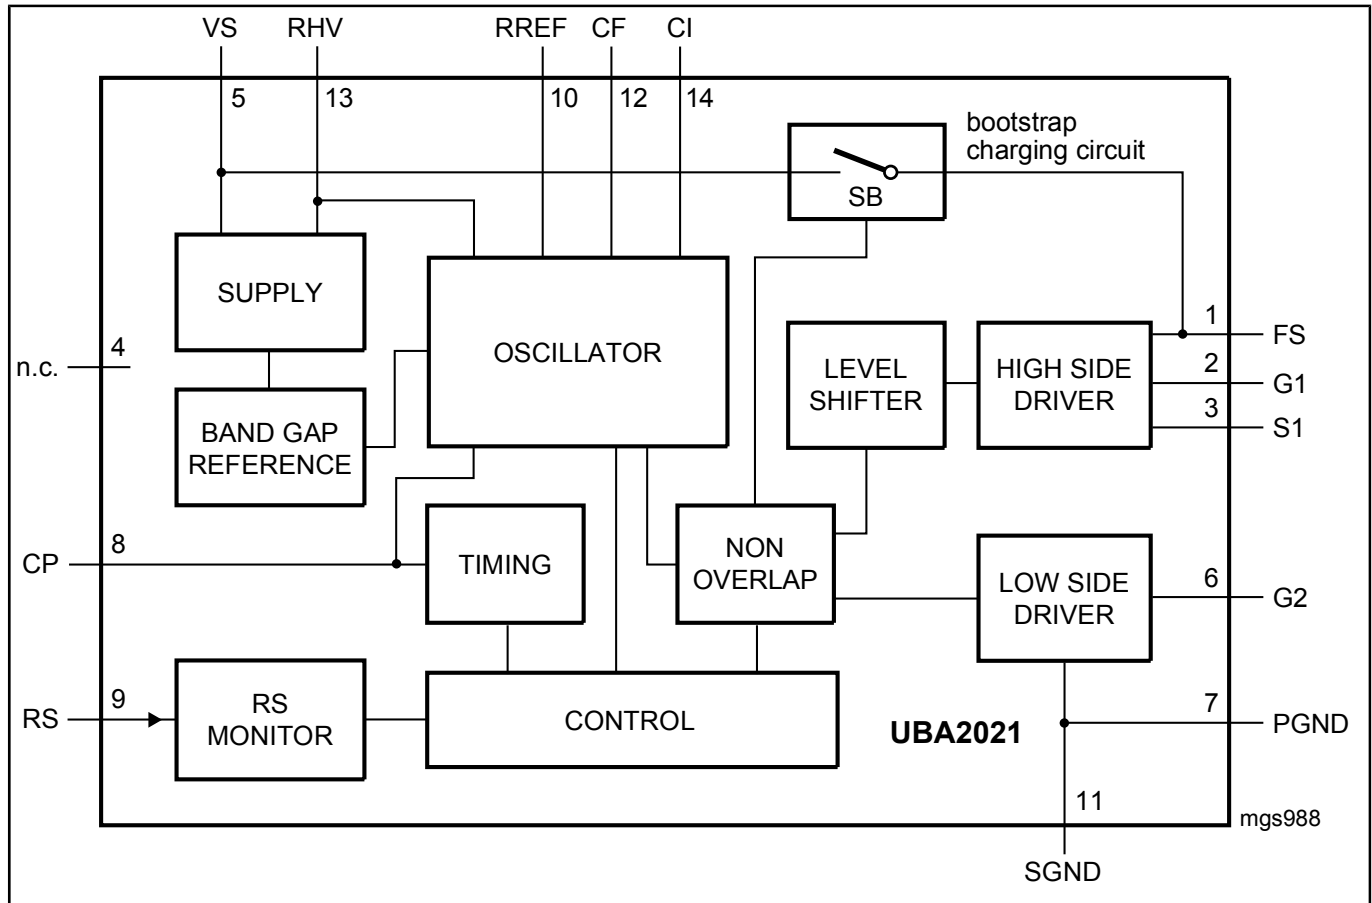 VS RHV RREF CF CI
5 13 10 12 14
bootstrap
charging circuit
SB
SUPPLY
OSCILLATOR
LEVEL
SHIFTER
HIGH SIDE
DRIVER
1 FS
2 G1
3 S1
n.c. 4
BAND GAP
REFERENCE
CP 8
TIMING
NON
OVERLAP
LOW SIDE
DRIVER
6 G2
RS 9
RS
MONITOR
CONTROL
UBA2021
7 PGND
11
SGND
mgs988